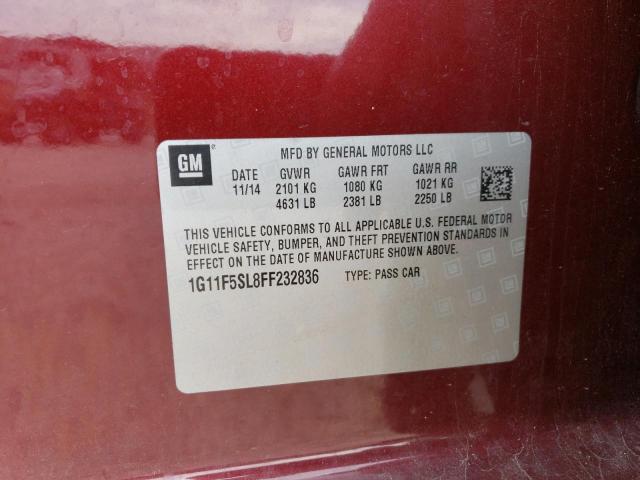 GM
MFD BY GENERAL MOTORS LLC
DATE GVWR GAWR FRT GAWR RR
11/14 2101 KG 1080 KG 1021 KG
4631 LB 2381 LB 2250 LB
THIS VEHICLE CONFORMS TO ALL APPLICABLE U.S. FEDERAL MOTOR
VEHICLE SAFETY, BUMPER, AND THEFT PREVENTION STANDARDS IN
EFFECT ON THE DATE OF MANUFACTURE SHOWN ABOVE.
1G11F5SL8FF232836 TYPE: PASS CAR